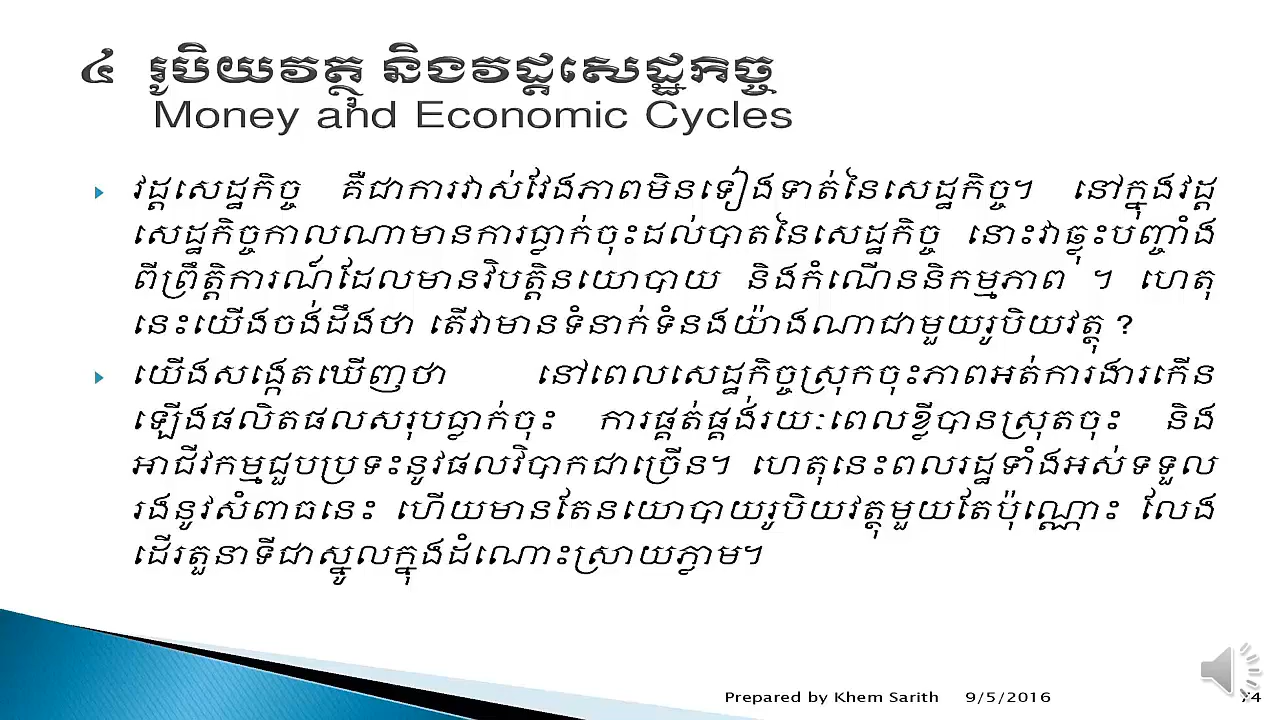 ៤ រូបិយវត្ថុ និងវដ្តសេដ្ឋកិច្ច
Money and Economic Cycles
វដ្តសេដ្ឋកិច្ច គឺជាការវាស់វែងភាពមិនទៀងទាត់នៃសេដ្ឋកិច្ច។ នៅក្នុងវដ្ត
សេដ្ឋកិច្ចកាលណាមានការធ្លាក់ចុះដល់បាតនៃសេដ្ឋកិច្ច នោះវាឆ្លុះបញ្ចាំង
ពីព្រឹត្តិការណ៍ដែលមានវិបត្តិនយោបាយ និងកំណើននិកម្មភាព ។ ហេតុ
នេះយើងចង់ដឹងថា តើវាមានទំនាក់ទំនងយ៉ាងណាជាមួយរូបិយវត្ថុ ?
យើងសង្កេតឃើញថា នៅពេលសេដ្ឋកិច្ចស្រុកចុះភាពអត់ការងារកើន
ឡើងផលិតផលសរុបធ្លាក់ចុះ ការផ្គត់ផ្គង់រយៈពេលខ្លីបានស្រុតចុះ និង
អាជីវកម្មជួបប្រទះនូវផលវិបាកជាច្រើន។ ហេតុនេះពលរដ្ឋទាំងអស់ទទួល
រងនូវសំពាធនេះ ហើយមានតែនយោបាយរូបិយវត្ថុមួយតែប៉ុណ្ណោះ លែង
ដើរតួនាទីជាស្នូលក្នុងដំណោះស្រាយភ្លាម។
Prepared by Khem Sarith 9/5/2016